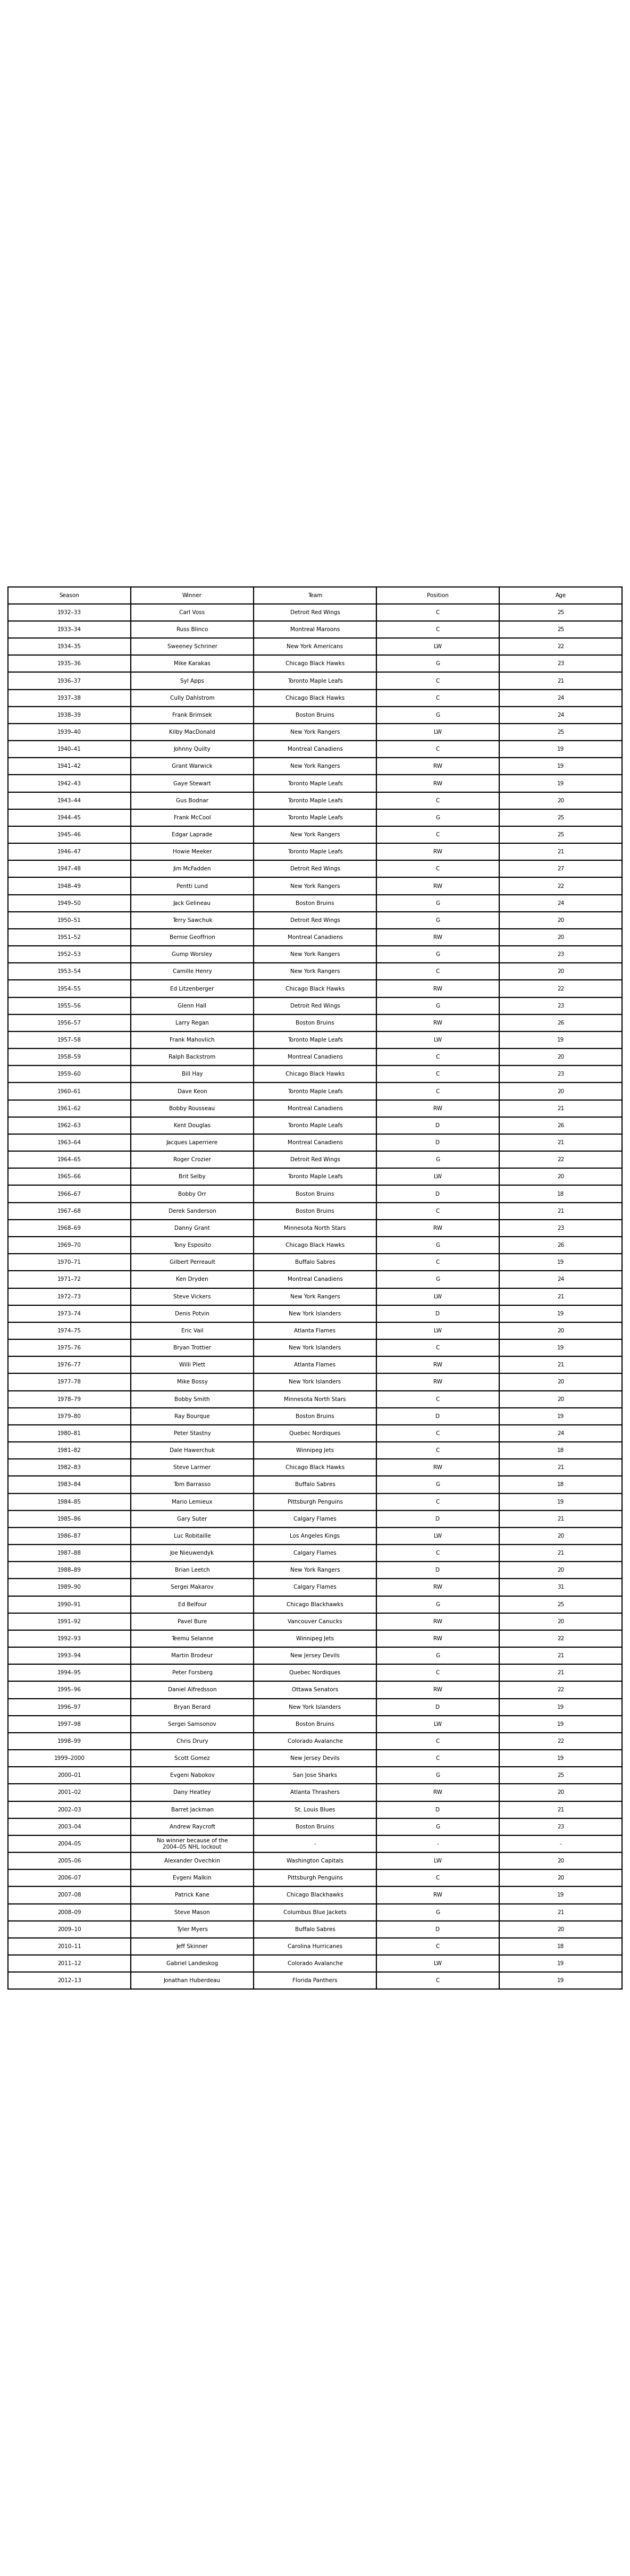 Season Winner Team Position Age
1932–33 Carl Voss Detroit Red Wings C 25
1933–34 Russ Blinco Montreal Maroons C 25
1934–35 Sweeney Schriner New York Americans LW 22
1935–36 Mike Karakas Chicago Black Hawks G 23
1936–37 Syl Apps Toronto Maple Leafs C 21
1937–38 Cully Dahlstrom Chicago Black Hawks C 24
1938–39 Frank Brimsek Boston Bruins G 24
1939–40 Kilby MacDonald New York Rangers LW 25
1940–41 Johnny Quilty Montreal Canadiens C 19
1941–42 Grant Warwick New York Rangers RW 19
1942–43 Gaye Stewart Toronto Maple Leafs RW 19
1943–44 Gus Bodnar Toronto Maple Leafs C 20
1944–45 Frank McCool Toronto Maple Leafs G 25
1945–46 Edgar Laprade New York Rangers C 25
1946–47 Howie Meeker Toronto Maple Leafs RW 21
1947–48 Jim McFadden Detroit Red Wings C 27
1948–49 Pentti Lund New York Rangers RW 22
1949–50 Jack Gelineau Boston Bruins G 24
1950–51 Terry Sawchuk Detroit Red Wings G 20
1951–52 Bernie Geoffrion Montreal Canadiens RW 20
1952–53 Gump Worsley New York Rangers G 23
1953–54 Camille Henry New York Rangers C 20
1954–55 Ed Litzenberger Chicago Black Hawks RW 22
1955–56 Glenn Hall Detroit Red Wings G 23
1956–57 Larry Regan Boston Bruins RW 26
1957–58 Frank Mahovlich Toronto Maple Leafs LW 19
1958–59 Ralph Backstrom Montreal Canadiens C 20
1959–60 Bill Hay Chicago Black Hawks C 23
1960–61 Dave Keon Toronto Maple Leafs C 20
1961–62 Bobby Rousseau Montreal Canadiens RW 21
1962–63 Kent Douglas Toronto Maple Leafs D 26
1963–64 Jacques Laperriere Montreal Canadiens D 21
1964–65 Roger Crozier Detroit Red Wings G 22
1965–66 Brit Selby Toronto Maple Leafs LW 20
1966–67 Bobby Orr Boston Bruins D 18
1967–68 Derek Sanderson Boston Bruins C 21
1968–69 Danny Grant Minnesota North Stars RW 23
1969–70 Tony Esposito Chicago Black Hawks G 26
1970–71 Gilbert Perreault Buffalo Sabres C 19
1971–72 Ken Dryden Montreal Canadiens G 24
1972–73 Steve Vickers New York Rangers LW 21
1973–74 Denis Potvin New York Islanders D 19
1974–75 Eric Vail Atlanta Flames LW 20
1975–76 Bryan Trottier New York Islanders C 19
1976–77 Willi Plett Atlanta Flames RW 21
1977–78 Mike Bossy New York Islanders RW 20
1978–79 Bobby Smith Minnesota North Stars C 20
1979–80 Ray Bourque Boston Bruins D 19
1980–81 Peter Stastny Quebec Nordiques C 24
1981–82 Dale Hawerchuk Winnipeg Jets C 18
1982–83 Steve Larmer Chicago Black Hawks RW 21
1983–84 Tom Barrasso Buffalo Sabres G 18
1984–85 Mario Lemieux Pittsburgh Penguins C 19
1985–86 Gary Suter Calgary Flames D 21
1986–87 Luc Robitaille Los Angeles Kings LW 20
1987–88 Joe Nieuwendyk Calgary Flames C 21
1988–89 Brian Leetch New York Rangers D 20
1989–90 Sergei Makarov Calgary Flames RW 31
1990–91 Ed Belfour Chicago Blackhawks G 25
1991–92 Pavel Bure Vancouver Canucks RW 20
1992–93 Teemu Selanne Winnipeg Jets RW 22
1993–94 Martin Brodeur New Jersey Devils G 21
1994–95 Peter Forsberg Quebec Nordiques C 21
1995–96 Daniel Alfredsson Ottawa Senators RW 22
1996–97 Bryan Berard New York Islanders D 19
1997–98 Sergei Samsonov Boston Bruins LW 19
1998–99 Chris Drury Colorado Avalanche C 22
1999–2000 Scott Gomez New Jersey Devils C 19
2000–01 Evgeni Nabokov San Jose Sharks G 25
2001–02 Dany Heatley Atlanta Thrashers RW 20
2002–03 Barret Jackman St. Louis Blues D 21
2003–04 Andrew Raycroft Boston Bruins G 23
2004–05 No winner because of the
2004–05 NHL lockout - - -
2005–06 Alexander Ovechkin Washington Capitals LW 20
2006–07 Evgeni Malkin Pittsburgh Penguins C 20
2007–08 Patrick Kane Chicago Blackhawks RW 19
2008–09 Steve Mason Columbus Blue Jackets G 21
2009–10 Tyler Myers Buffalo Sabres D 20
2010–11 Jeff Skinner Carolina Hurricanes C 18
2011–12 Gabriel Landeskog Colorado Avalanche LW 19
2012–13 Jonathan Huberdeau Florida Panthers C 19